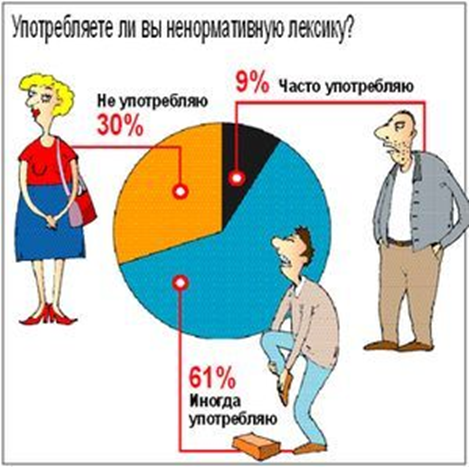 Употребляете ли вы ненормативную лексику?
9% Часто употребляю
Не употребляю
30%
61%
Иногда
употребляю